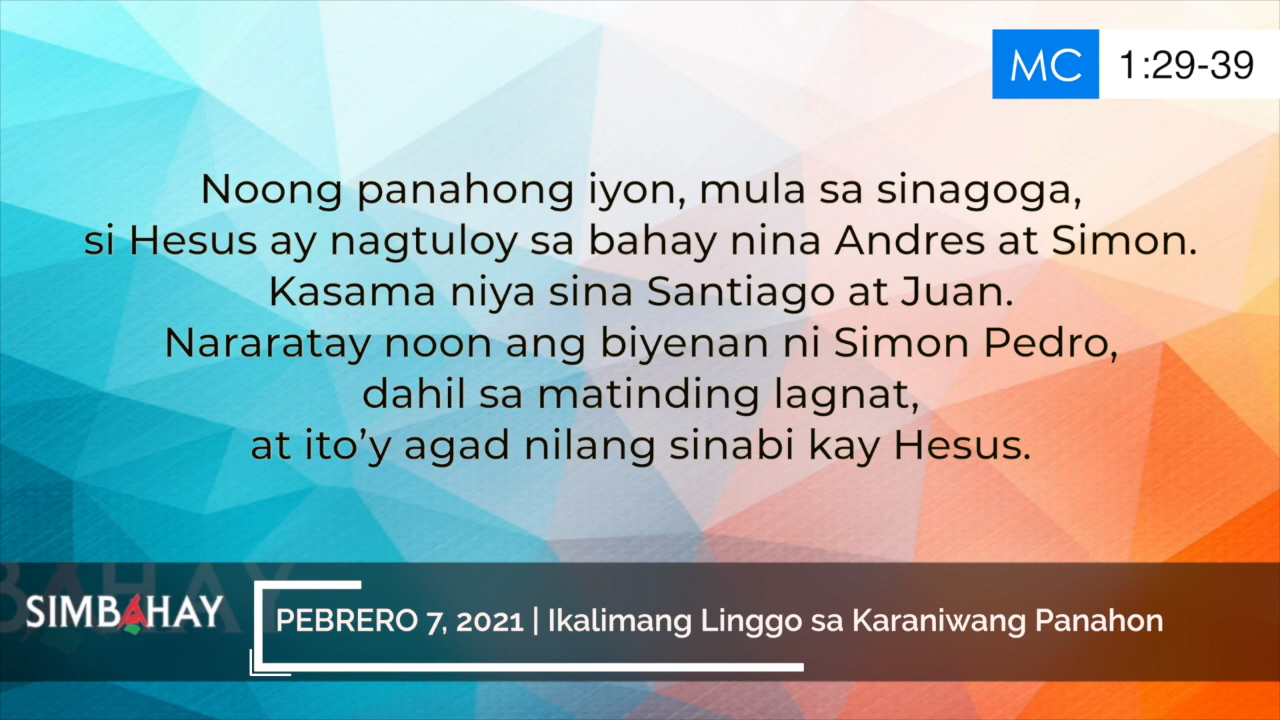 MC 1:29-39
Noong panahong iyon, mula sa sinagoga,
si Hesus ay nagtuloy sa bahay nina Andres at Simon.
Kasama niya sina Santiago at Juan.
Nararatay noon ang biyenan ni Simon Pedro,
dahil sa matinding lagnat,
at ito’y agad nilang sinabi kay Hesus.
SIMBAHAY
PEBRERO 7, 2021 | Ikalimang Linggo sa Karaniwang Panahon